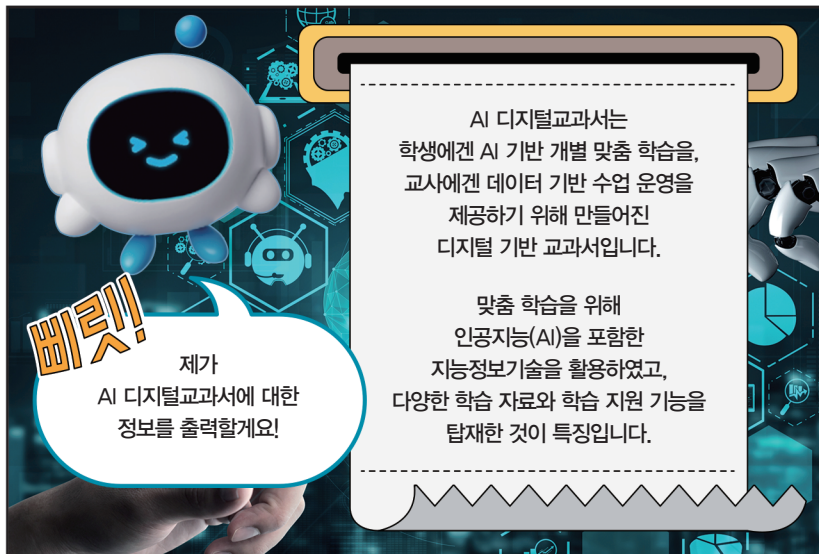 삐릿!
제가
AI 디지털교과서에 대한
정보를 출력할게요!
AI 디지털교과서는
학생에겐 AI 기반 개별 맞춤 학습을,
교사에겐 데이터 기반 수업 운영을
제공하기 위해 만들어진
디지털 기반 교과서입니다.
맞춤 학습을 위해
인공지능(AI)을 포함한
지능정보기술을 활용하였고,
다양한 학습 자료와 학습 지원 기능을
탑재한 것이 특징입니다.